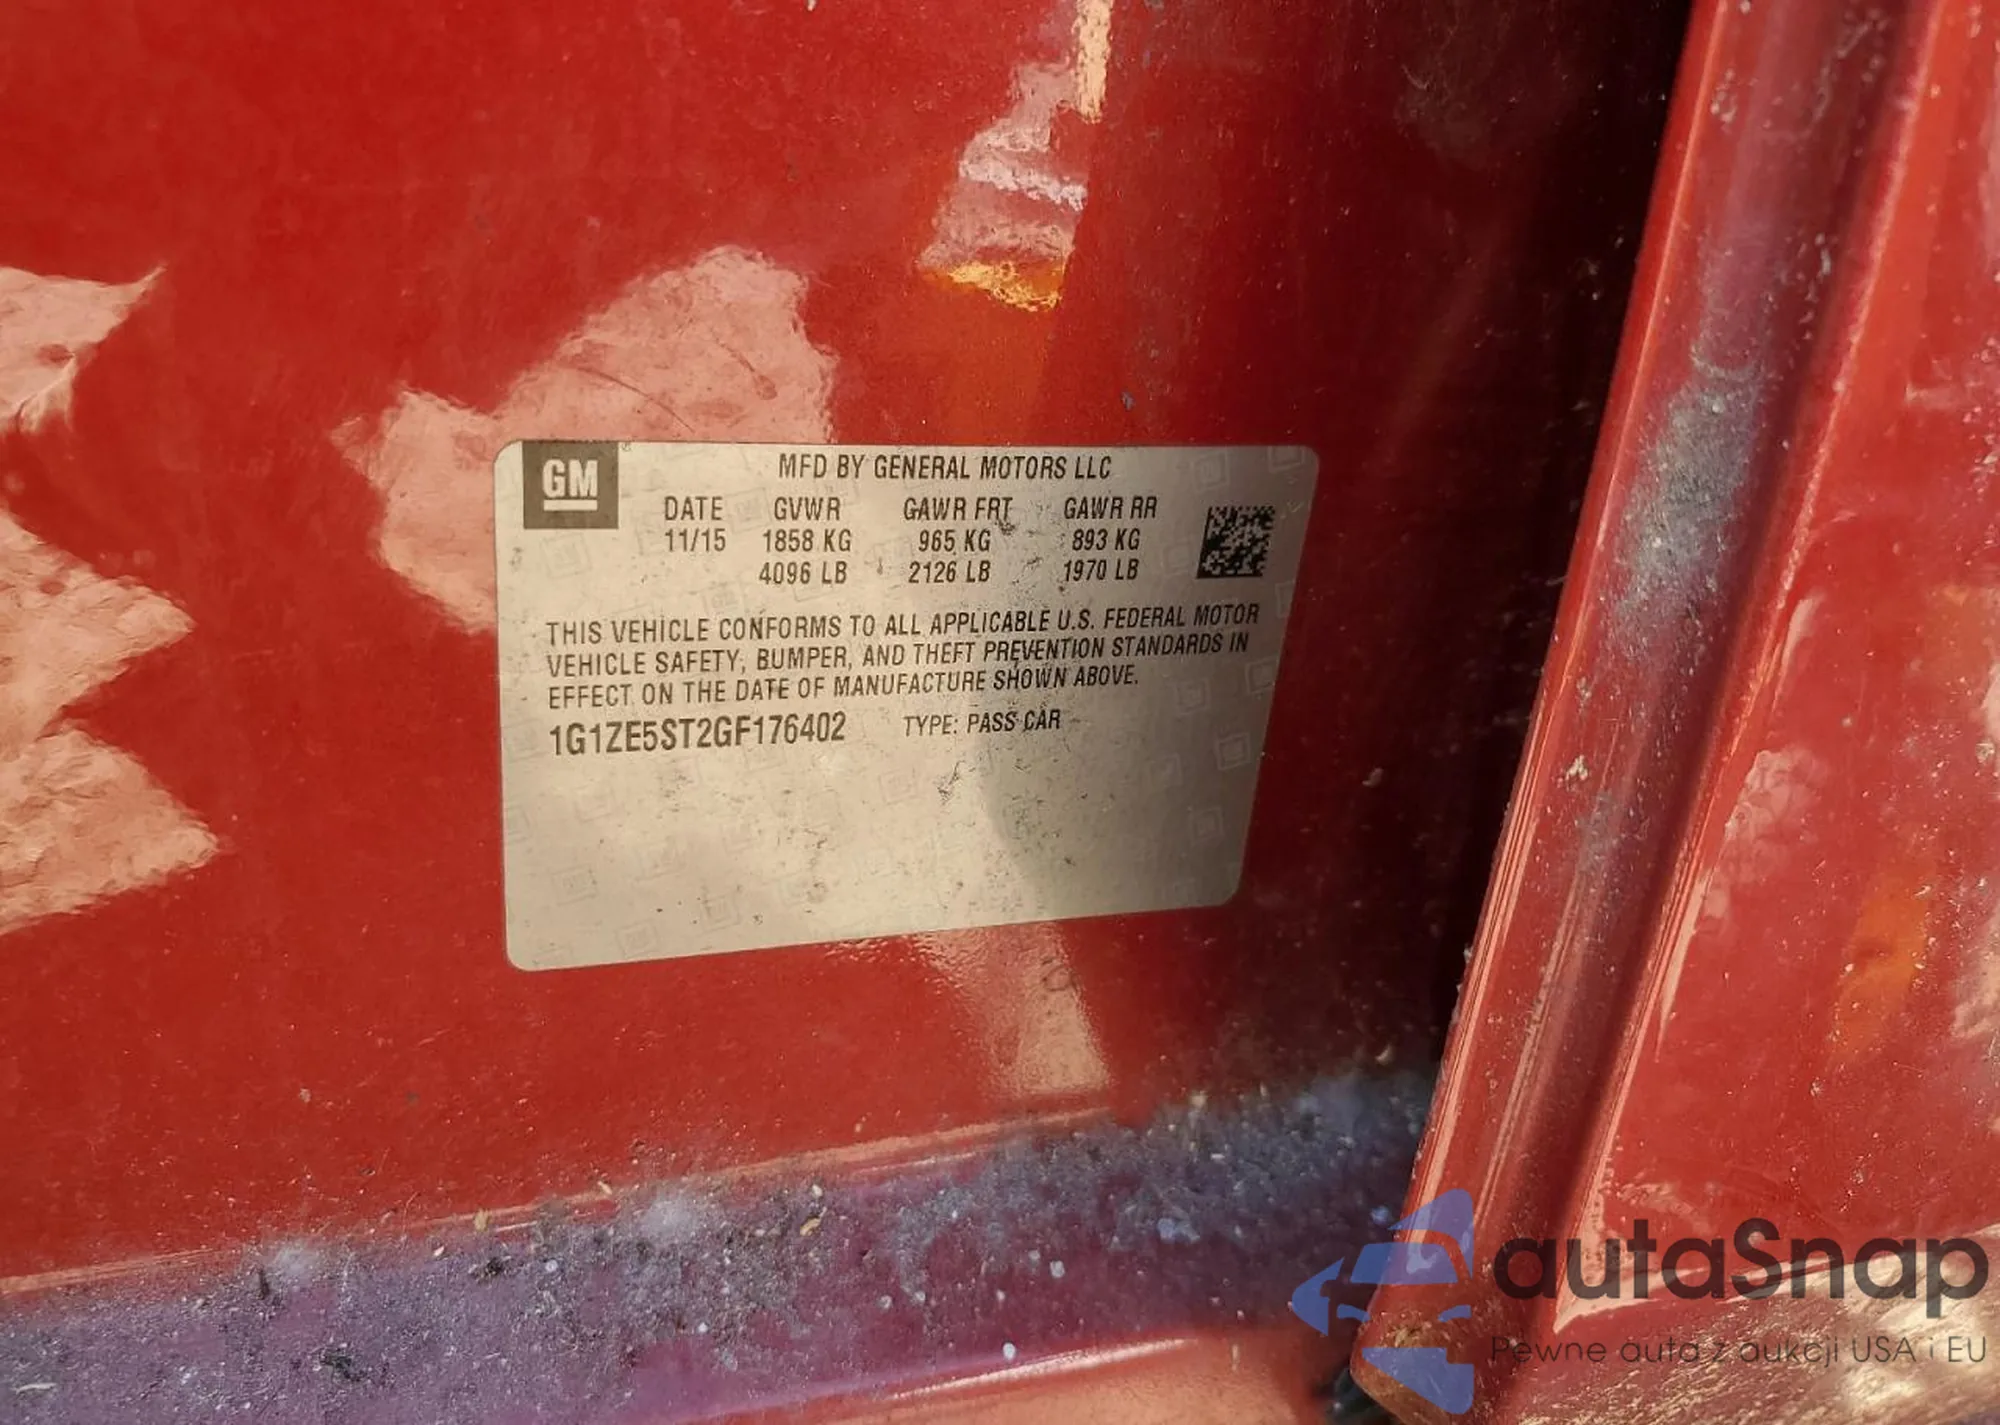 GM
MFD BY GENERAL MOTORS LLC
DATE GVWR GAWR FRT GAWR RR
11/15 1858 KG 965 KG 893 KG
4096 LB 2126 LB 1970 LB
THIS VEHICLE CONFORMS TO ALL APPLICABLE U.S. FEDERAL MOTOR
VEHICLE SAFETY, BUMPER, AND THEFT PREVENTION STANDARDS IN
EFFECT ON THE DATE OF MANUFACTURE SHOWN ABOVE.
1G1ZE5ST2GF176402 TYPE: PASS CAR
autaSnap
Pewne auta z aukcji USA i EU